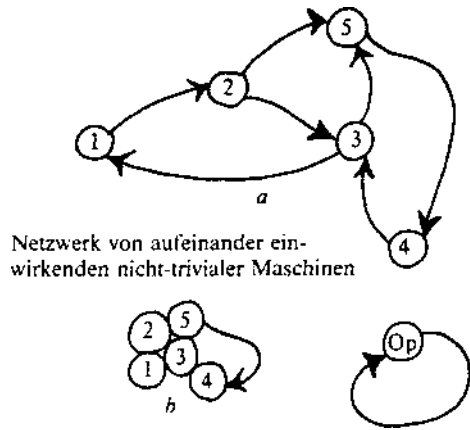 5
2
1
3
a
4
Netzwerk von aufeinander ein-
wirkenden nicht-trivialer Maschinen
2 5
1 3 4
b
Op